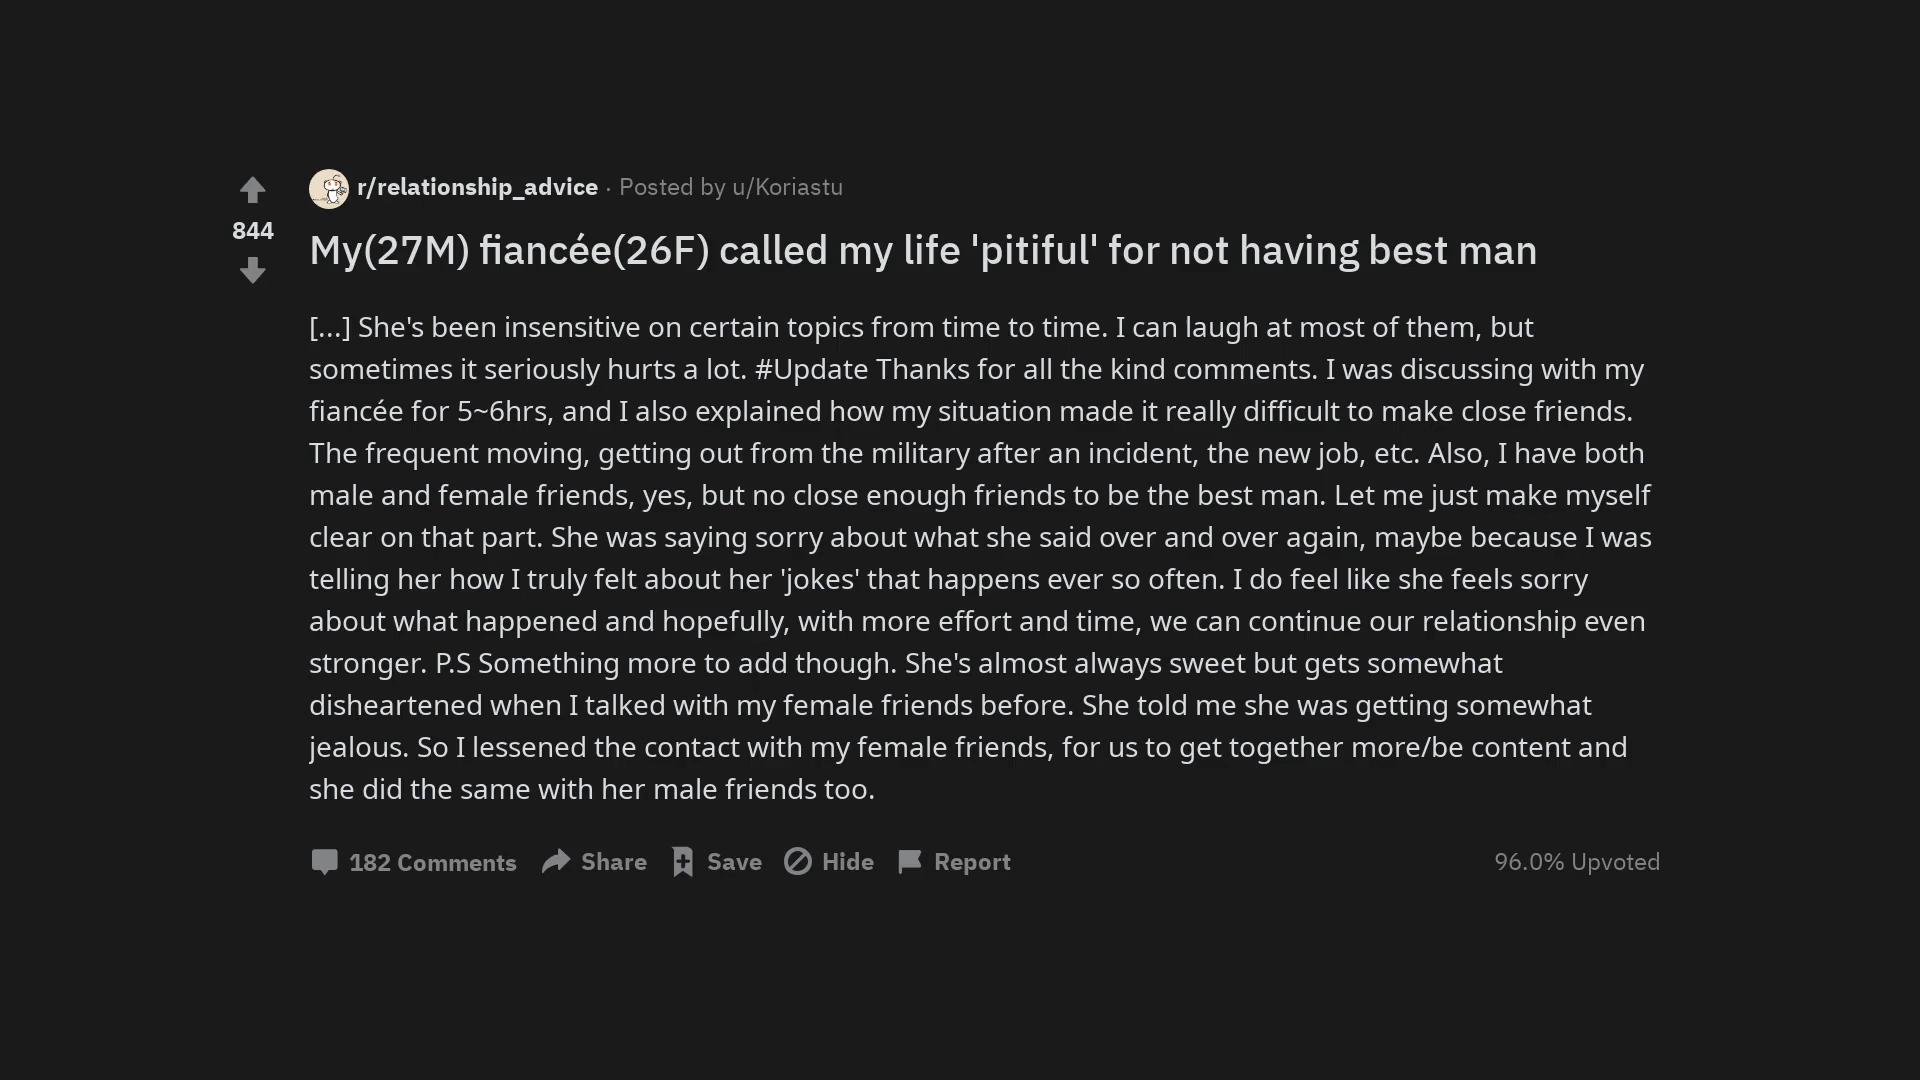 r/relationship_advice · Posted by u/Koriastu
844
My(27M) fiancée(26F) called my life 'pitiful' for not having best man
[...] She's been insensitive on certain topics from time to time. I can laugh at most of them, but
sometimes it seriously hurts a lot. #Update Thanks for all the kind comments. I was discussing with my
fiancée for 5~6hrs, and I also explained how my situation made it really difficult to make close friends.
The frequent moving, getting out from the military after an incident, the new job, etc. Also, I have both
male and female friends, yes, but no close enough friends to be the best man. Let me just make myself
clear on that part. She was saying sorry about what she said over and over again, maybe because I was
telling her how I truly felt about her 'jokes' that happens ever so often. I do feel like she feels sorry
about what happened and hopefully, with more effort and time, we can continue our relationship even
stronger. P.S Something more to add though. She's almost always sweet but gets somewhat
disheartened when I talked with my female friends before. She told me she was getting somewhat
jealous. So I lessened the contact with my female friends, for us to get together more/be content and
she did the same with her male friends too.
182 Comments Share Save Hide Report 96.0% Upvoted